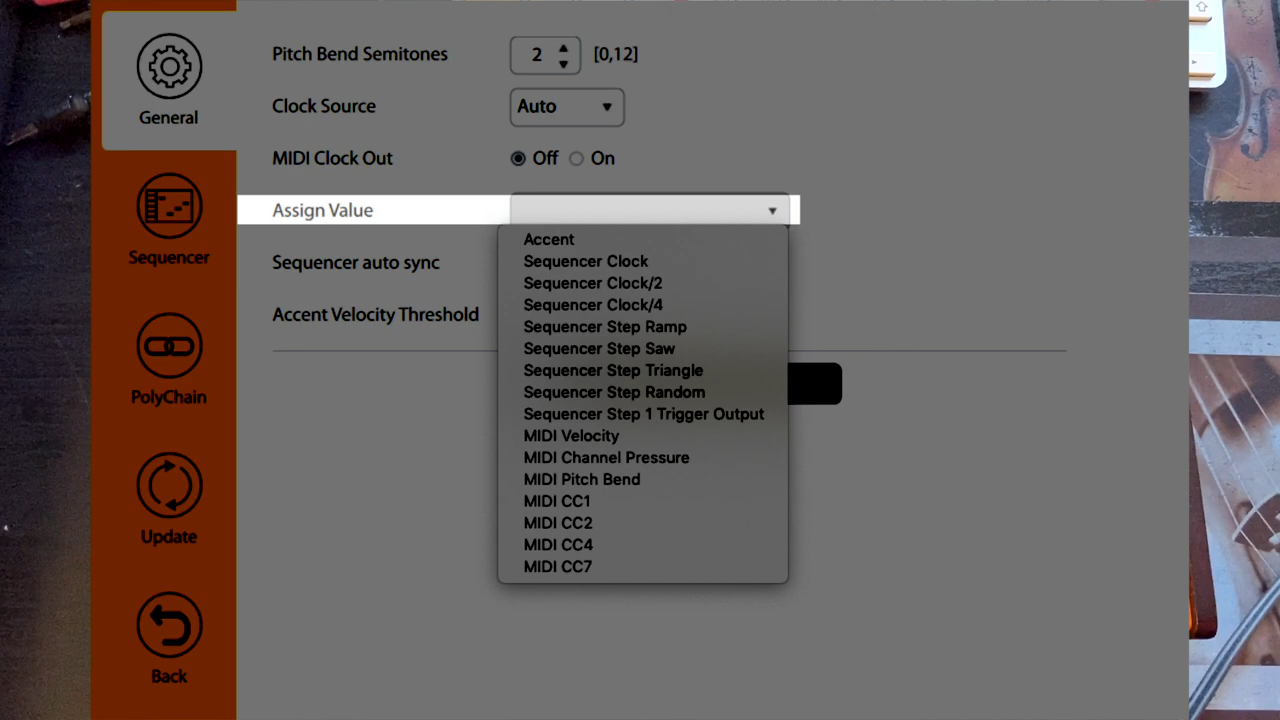 General
Sequencer
PolyChain
Update
Back
Pitch Bend Semitones 2 [0,12]
Clock Source Auto
MIDI Clock Out Off On
Assign Value
Sequencer auto sync
Accent Velocity Threshold
Accent
Sequencer Clock
Sequencer Clock/2
Sequencer Clock/4
Sequencer Step Ramp
Sequencer Step Saw
Sequencer Step Triangle
Sequencer Step Random
Sequencer Step 1 Trigger Output
MIDI Velocity
MIDI Channel Pressure
MIDI Pitch Bend
MIDI CC1
MIDI CC2
MIDI CC4
MIDI CC7